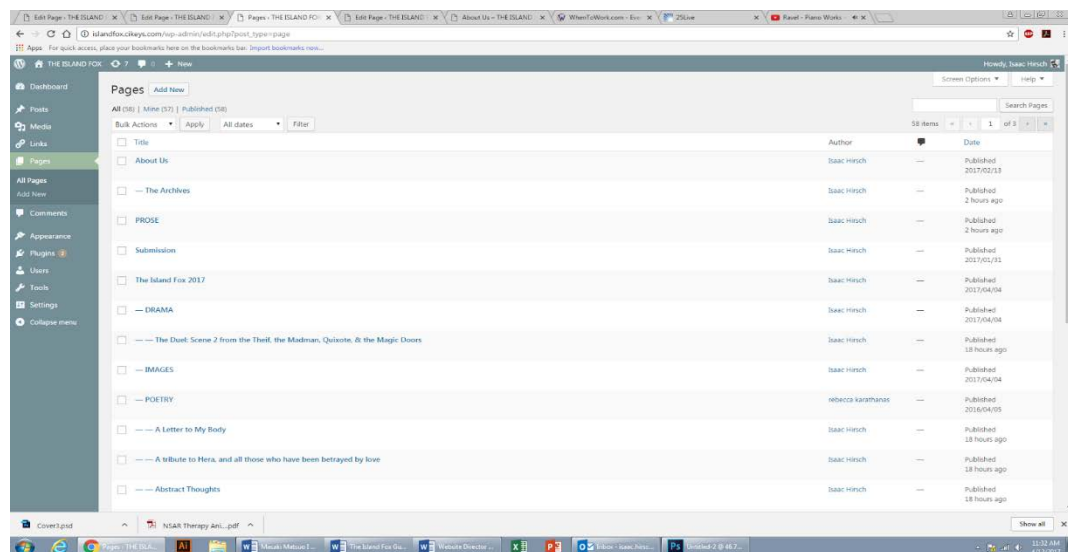 Edit Page - THE ISLAND
Edit Page - THE ISLAND
Pages - THE ISLAND FOX
Edit Page - THE ISLAND
About Us – THE ISLAND
WhenToWork.com - 
25Live
Ravel - Piano Works -
islandfox.cikeys.com/wp-admin/edit.php?post_type=page
Apps For quick access, place your bookmarks here on the bookmarks bar. Import bookmarks now...
THE ISLAND FOX 7 0 + New
Howdy, Isaac Hirsch
Dashboard
Posts
Media
Links
Pages
All Pages
Add New
Comments
Appearance
Plugins 2
Users
Tools
Settings
Collapse menu
Screen Options Help
Pages Add New
All (58) | Mine (57) | Published (58)
Search Pages
Bulk Actions Apply All dates Filter
58 items « ‹ 1 of 3 › »
Title Author Date
About Us Isaac Hirsch — Published
2017/02/13
— The Archives Isaac Hirsch — Published
2 hours ago
PROSE Isaac Hirsch — Published
2 hours ago
Submission Isaac Hirsch — Published
2017/01/31
The Island Fox 2017 Isaac Hirsch — Published
2017/04/04
— DRAMA Isaac Hirsch — Published
2017/04/04
— — The Duel: Scene 2 from the Theif, the Madman, Quixote, & the Magic Doors Isaac Hirsch — Published
18 hours ago
— IMAGES Isaac Hirsch — Published
2017/04/04
— POETRY rebecca karathanas — Published
2016/04/05
— — A Letter to My Body Isaac Hirsch — Published
18 hours ago
— — A tribute to Hera, and all those who have been betrayed by love Isaac Hirsch — Published
18 hours ago
— — Abstract Thoughts Isaac Hirsch — Published
18 hours ago
Cover3.psd
NSAR Therapy Ani....pdf
Show all
Pages - THE ISLA...
Masaki Matsuo I...
The Island Fox Gu...
Website Director ...
Inbox - isaac.hirsc...
Untitled-2 @ 46.7...
11:32 AM